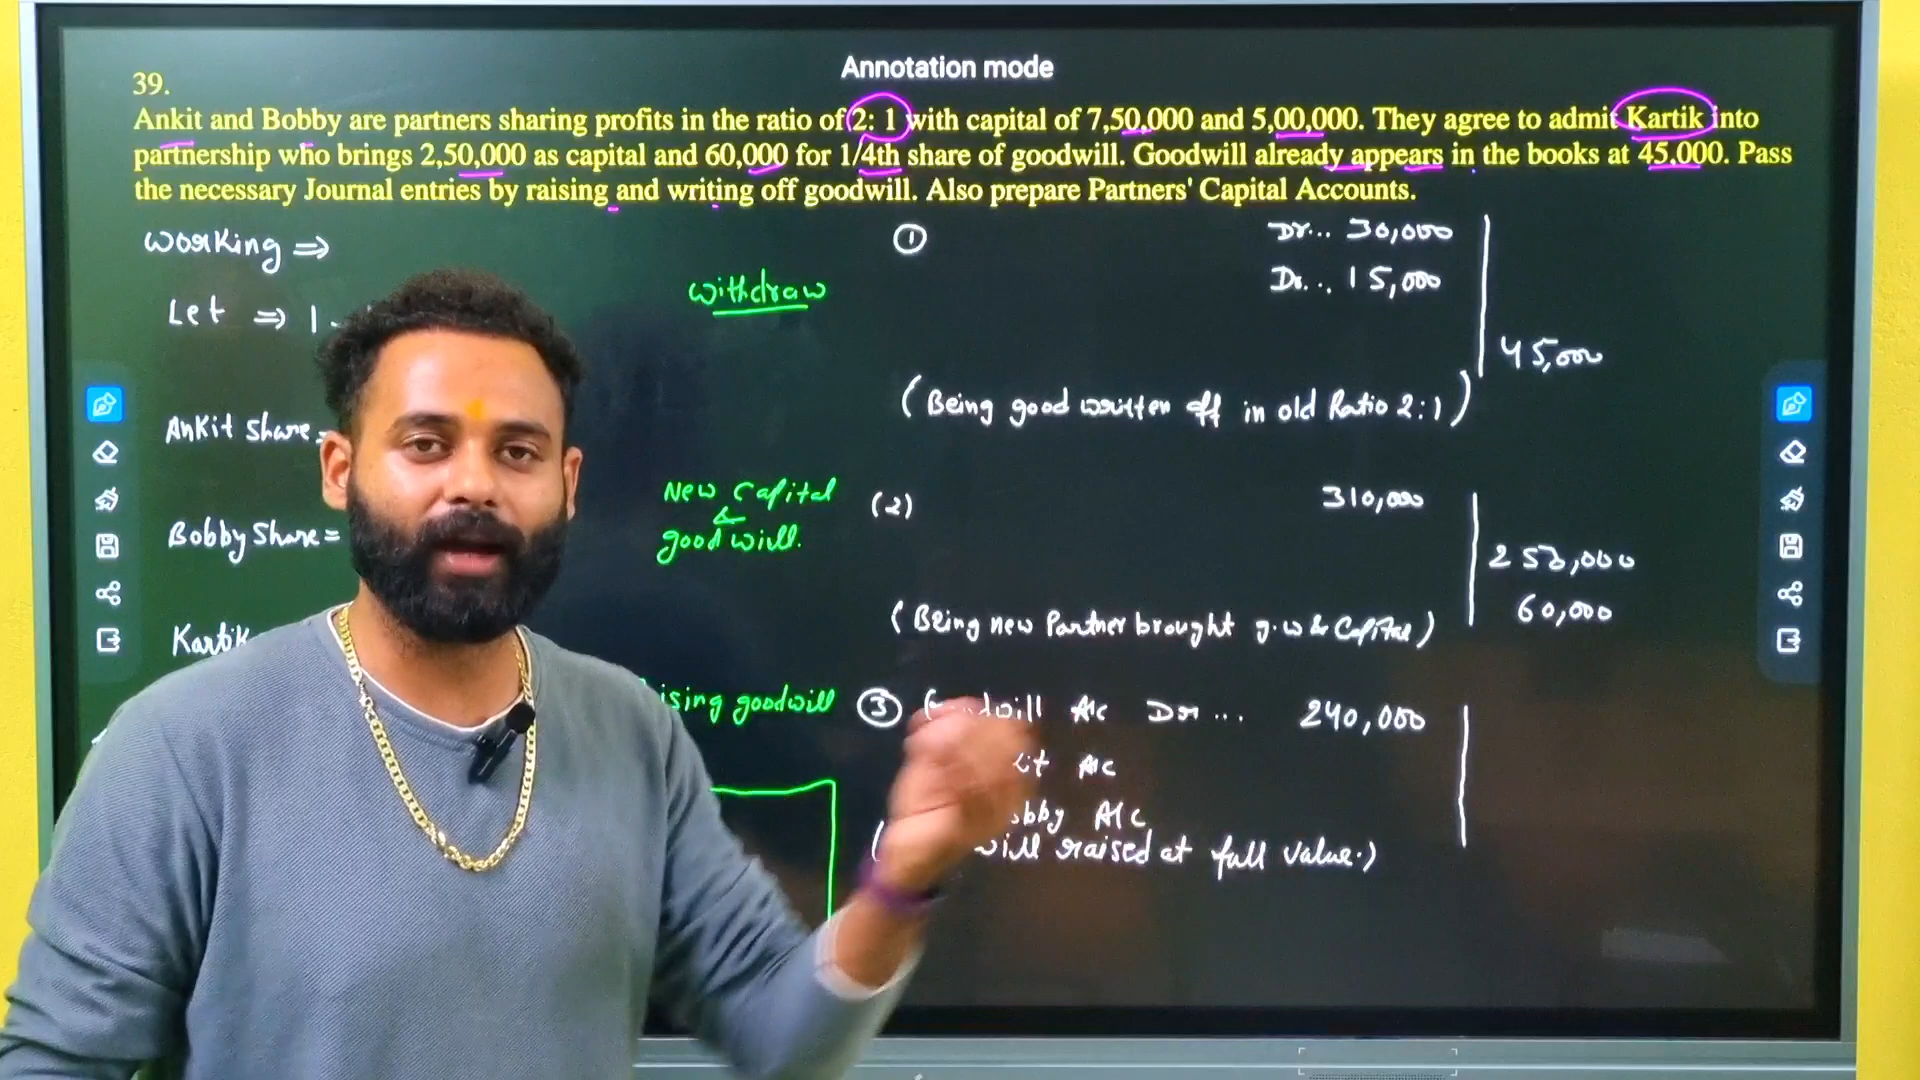 Annotation mode
39.
Ankit and Bobby are partners sharing profits in the ratio of 2: 1 with capital of 7,50,000 and 5,00,000. They agree to admit Kartik into
partnership who brings 2,50,000 as capital and 60,000 for 1/4th share of goodwill. Goodwill already appears in the books at 45,000. Pass
the necessary Journal entries by raising and writing off goodwill. Also prepare Partners' Capital Accounts.
Working ⇒
Let ⇒ 1 -
Ankit Share =
Bobby Share =
Kartik
withdraw
New Capital
&
goodwill.
ising goodwill
①
Dr... 30,000
Dr... 15,000
45,000
(Being good written off in old Ratio 2:1)
(2)
310,000
250,000
60,000
(Being new Partner brought g.w & Capital)
③ will A/c Dr... 240,000
it A/c
bby A/c
( will raised at full value.)